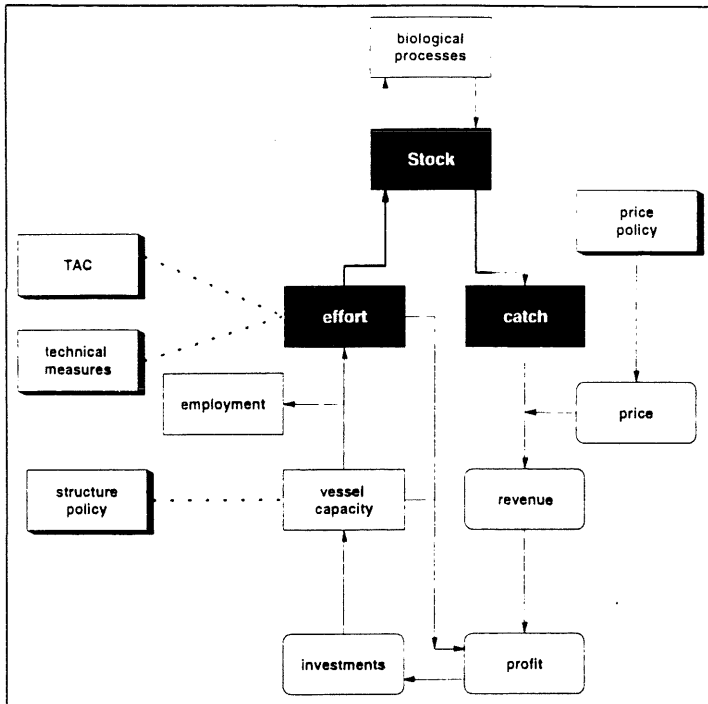 biological
processes
Stock
price
policy
TAC
effort
catch
technical
measures
employment
price
structure
policy
vessel
capacity
revenue
investments
profit